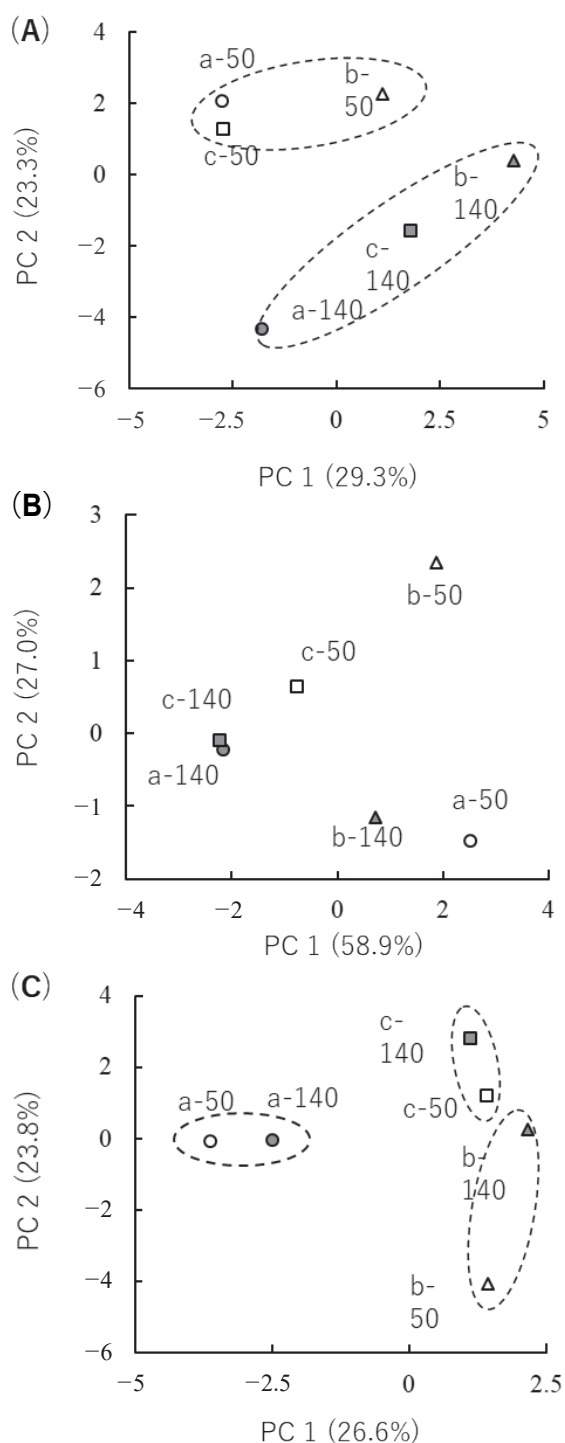 (A)
4
2
0
−2
−4
−6
PC 2 (23.3%)
a-50
b-
50
c-50
b-
140
c-
140
a-140
−5
−2.5
0
2.5
5
PC 1 (29.3%)
(B)
3
2
1
0
−1
−2
PC 2 (27.0%)
b-50
c-50
c-140
a-140
a-50
b-140
−4
−2
0
2
4
PC 1 (58.9%)
(C)
4
2
0
−2
−4
−6
PC 2 (23.8%)
c-
140
a-50
a-140
c-50
b-
140
b-
50
−5
−2.5
0
2.5
PC 1 (26.6%)